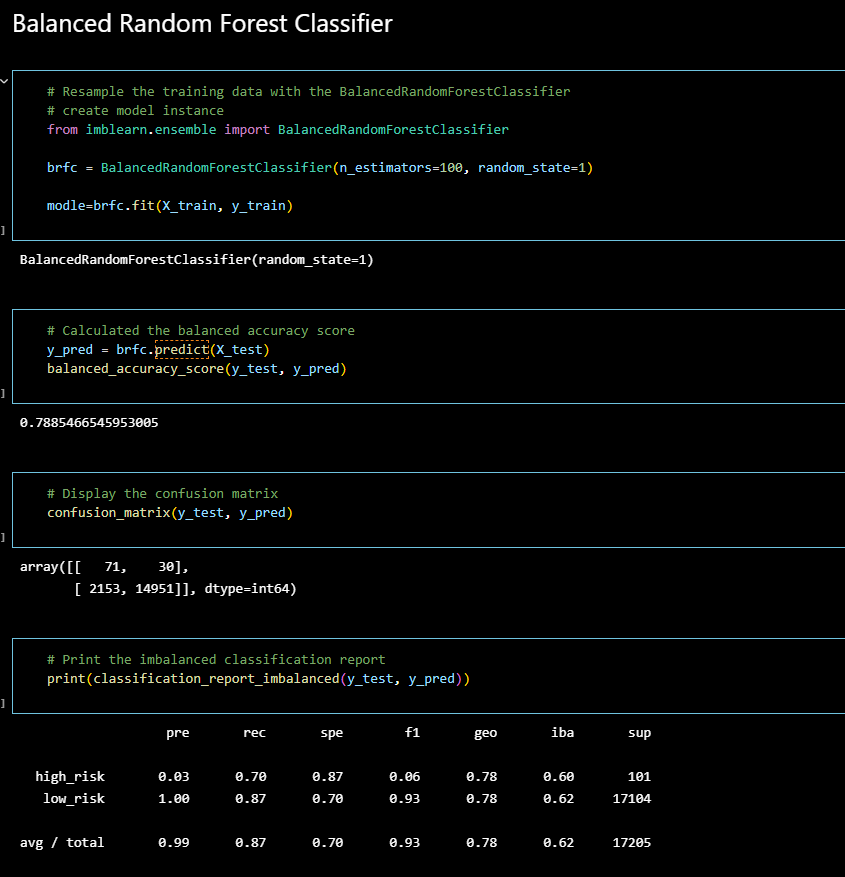 Balanced Random Forest Classifier
# Resample the training data with the BalancedRandomForestClassifier
# create model instance
from imblearn.ensemble import BalancedRandomForestClassifier
brfc = BalancedRandomForestClassifier(n_estimators=100, random_state=1)
modle=brfc.fit(X_train, y_train)
]
BalancedRandomForestClassifier(random_state=1)
# Calculated the balanced accuracy score
y_pred = brfc.predict(X_test)
balanced_accuracy_score(y_test, y_pred)
]
0.7885466545953005
# Display the confusion matrix
confusion_matrix(y_test, y_pred)
]
array([[   71,    30],
       [ 2153, 14951]], dtype=int64)
# Print the imbalanced classification report
print(classification_report_imbalanced(y_test, y_pred))
]
pre rec spe f1 geo iba sup
high_risk 0.03 0.70 0.87 0.06 0.78 0.60 101
low_risk 1.00 0.87 0.70 0.93 0.78 0.62 17104
avg / total 0.99 0.87 0.70 0.93 0.78 0.62 17205